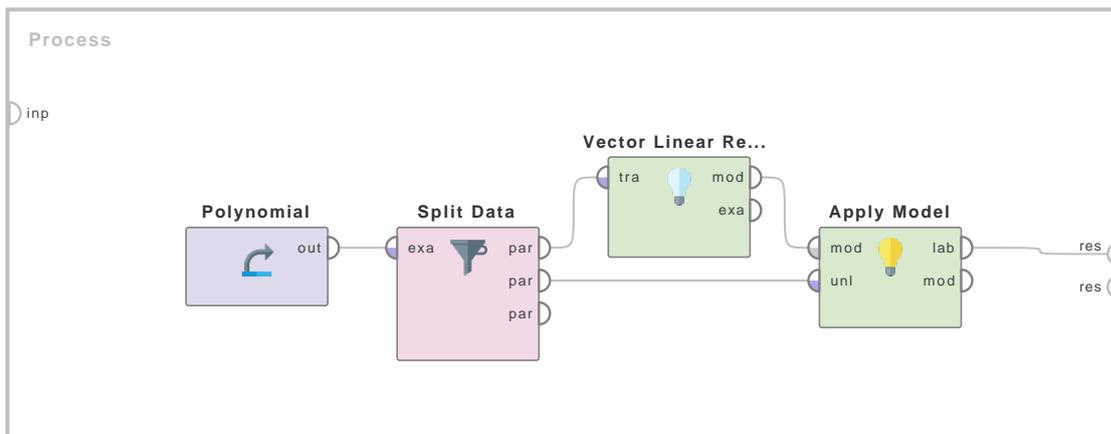 Process
inp
Vector Linear Re...
tra
mod
exa
Polynomial
Split Data
Apply Model
out
exa
par
mod
lab
res
par
unl
mod
res
par